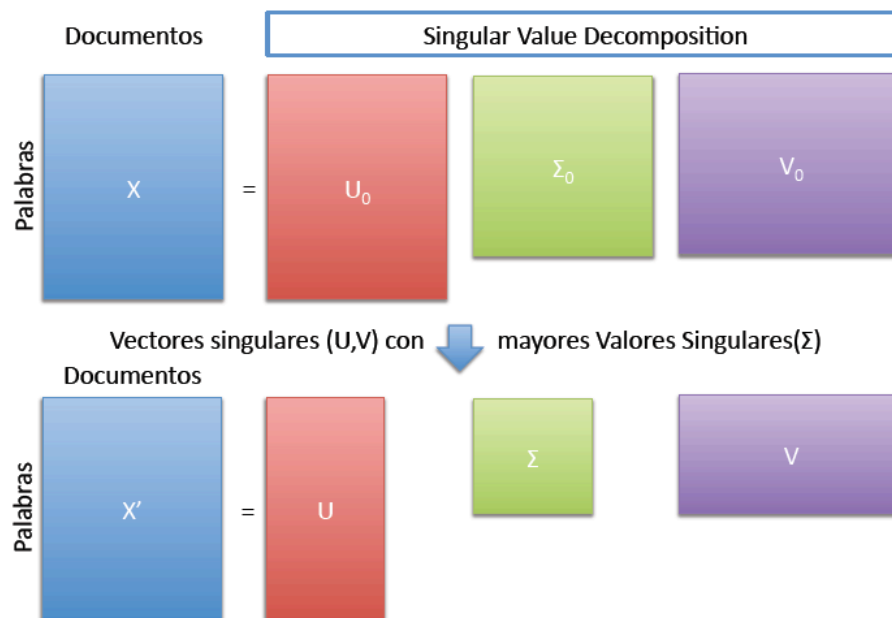 Documentos
Singular Value Decomposition
Palabras
X
=
U₀
Σ₀
V₀
Vectores singulares (U,V) con mayores Valores Singulares(Σ)
Documentos
Palabras
X’
=
U
Σ
V